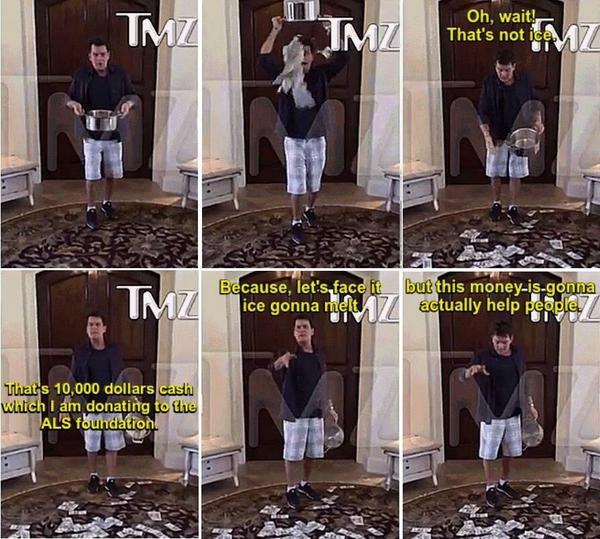 TMZ
TMZ
Oh, wait!
That's not ice.
TMZ
TMZ
That's 10,000 dollars cash
which I am donating to the
ALS foundation.
Because, let's face it
ice gonna melt,
TMZ
but this money is gonna
actually help people.
TMZ